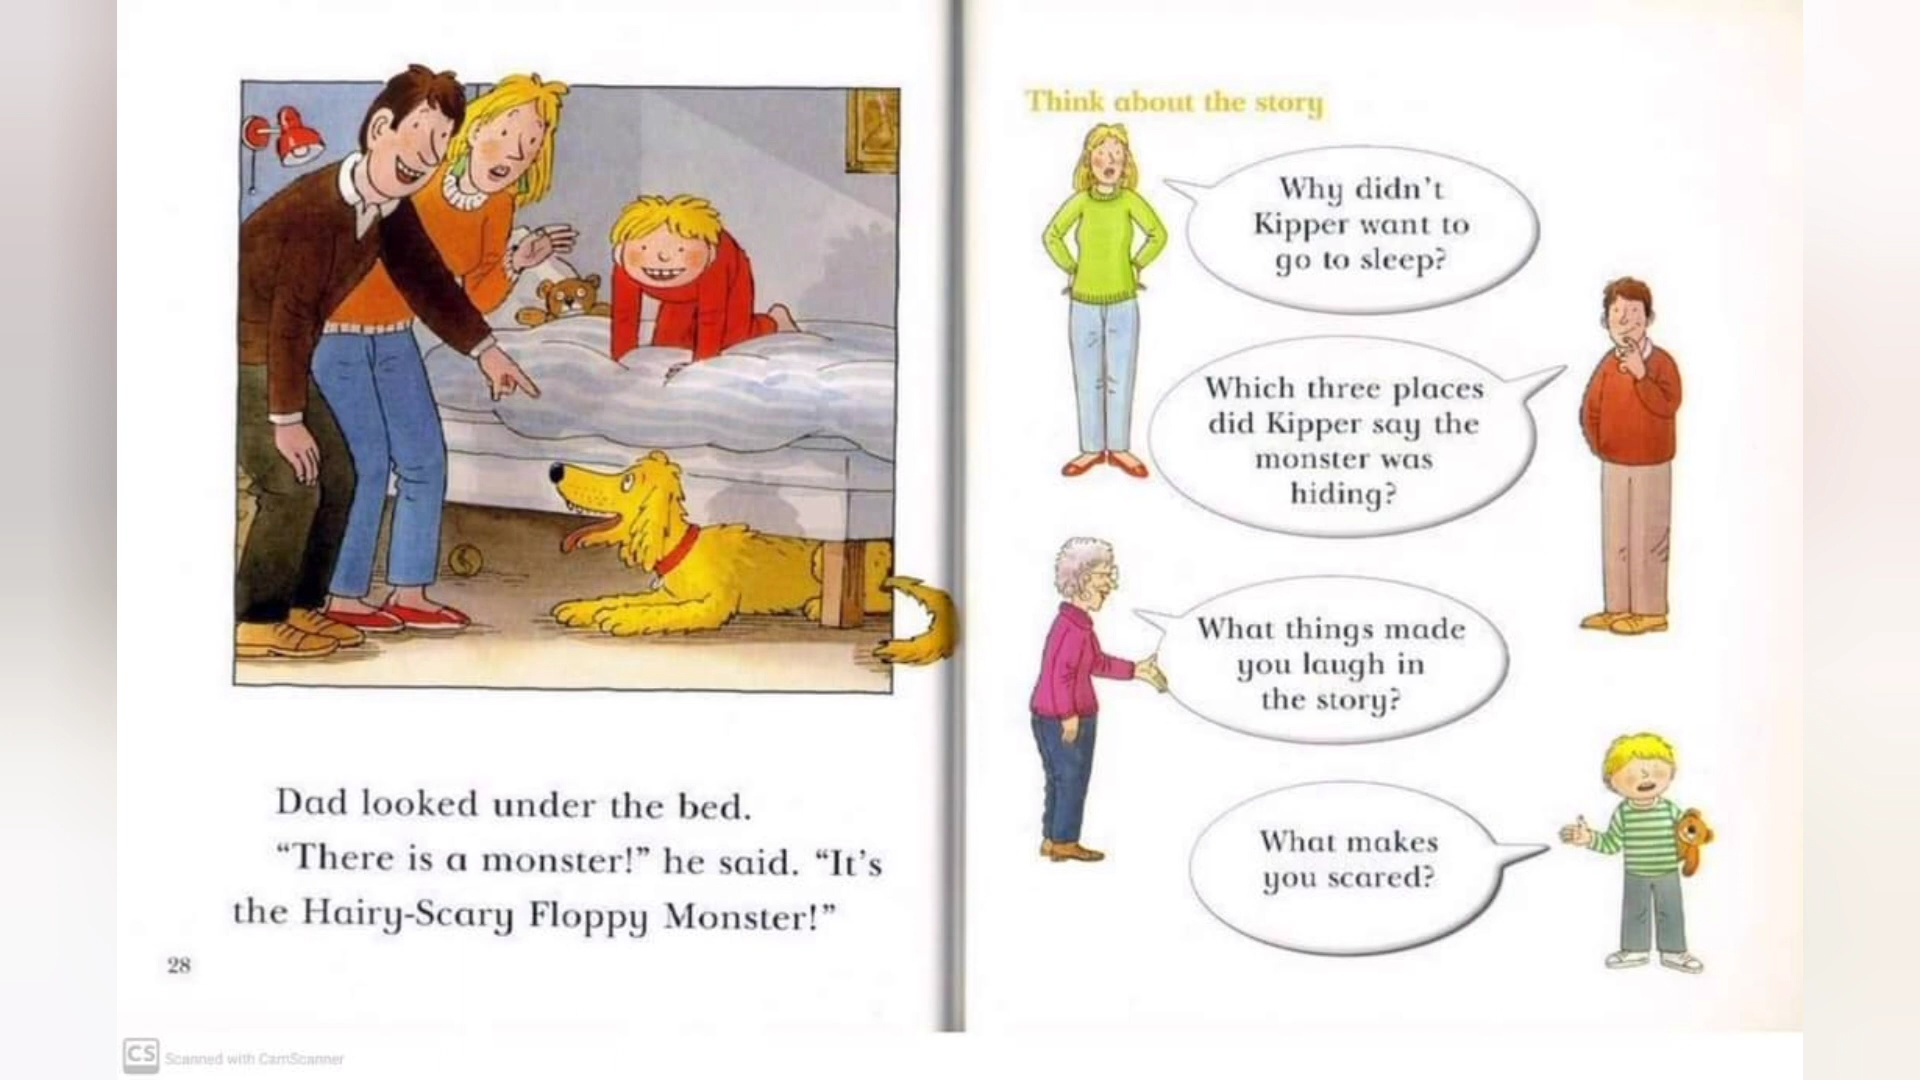 Dad looked under the bed.
“There is a monster!” he said. “It’s
the Hairy-Scary Floppy Monster!”
28
Think about the story
Why didn’t
Kipper want to
go to sleep?
Which three places
did Kipper say the
monster was
hiding?
What things made
you laugh in
the story?
What makes
you scared?
CS Scanned with CamScanner